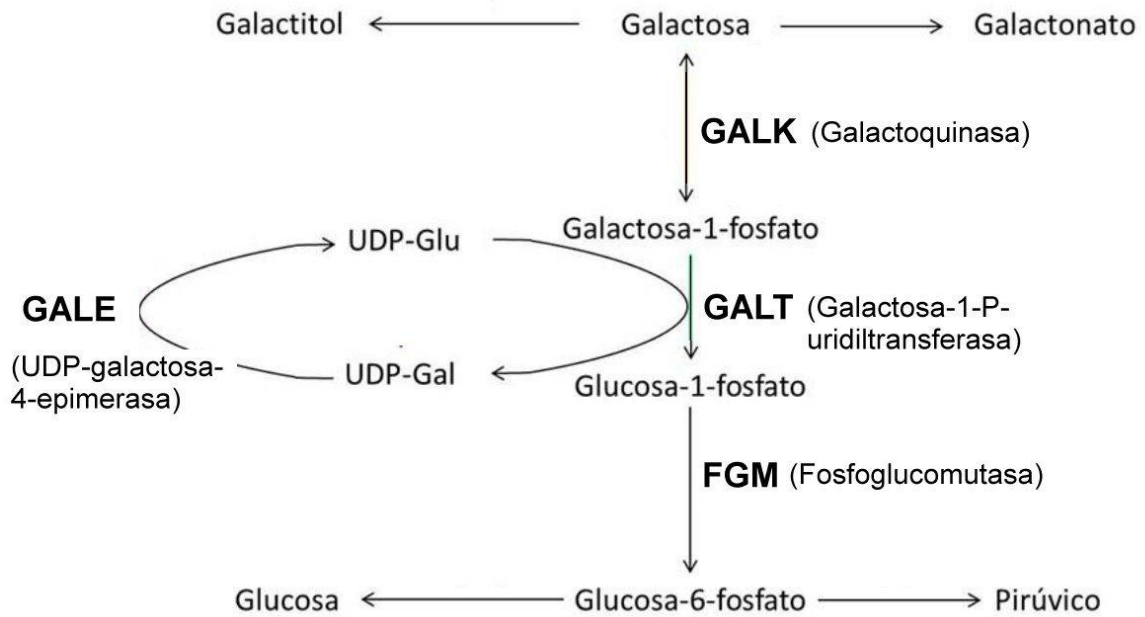 Galactitol
Galactosa
Galactonato
GALK (Galactoquinasa)
Galactosa-1-fosfato
UDP-Glu
GALE
(UDP-galactosa-
4-epimerasa)
GALT (Galactosa-1-P-
uridiltransferasa)
UDP-Gal
Glucosa-1-fosfato
FGM (Fosfoglucomutasa)
Glucosa
Glucosa-6-fosfato
Pirúvico